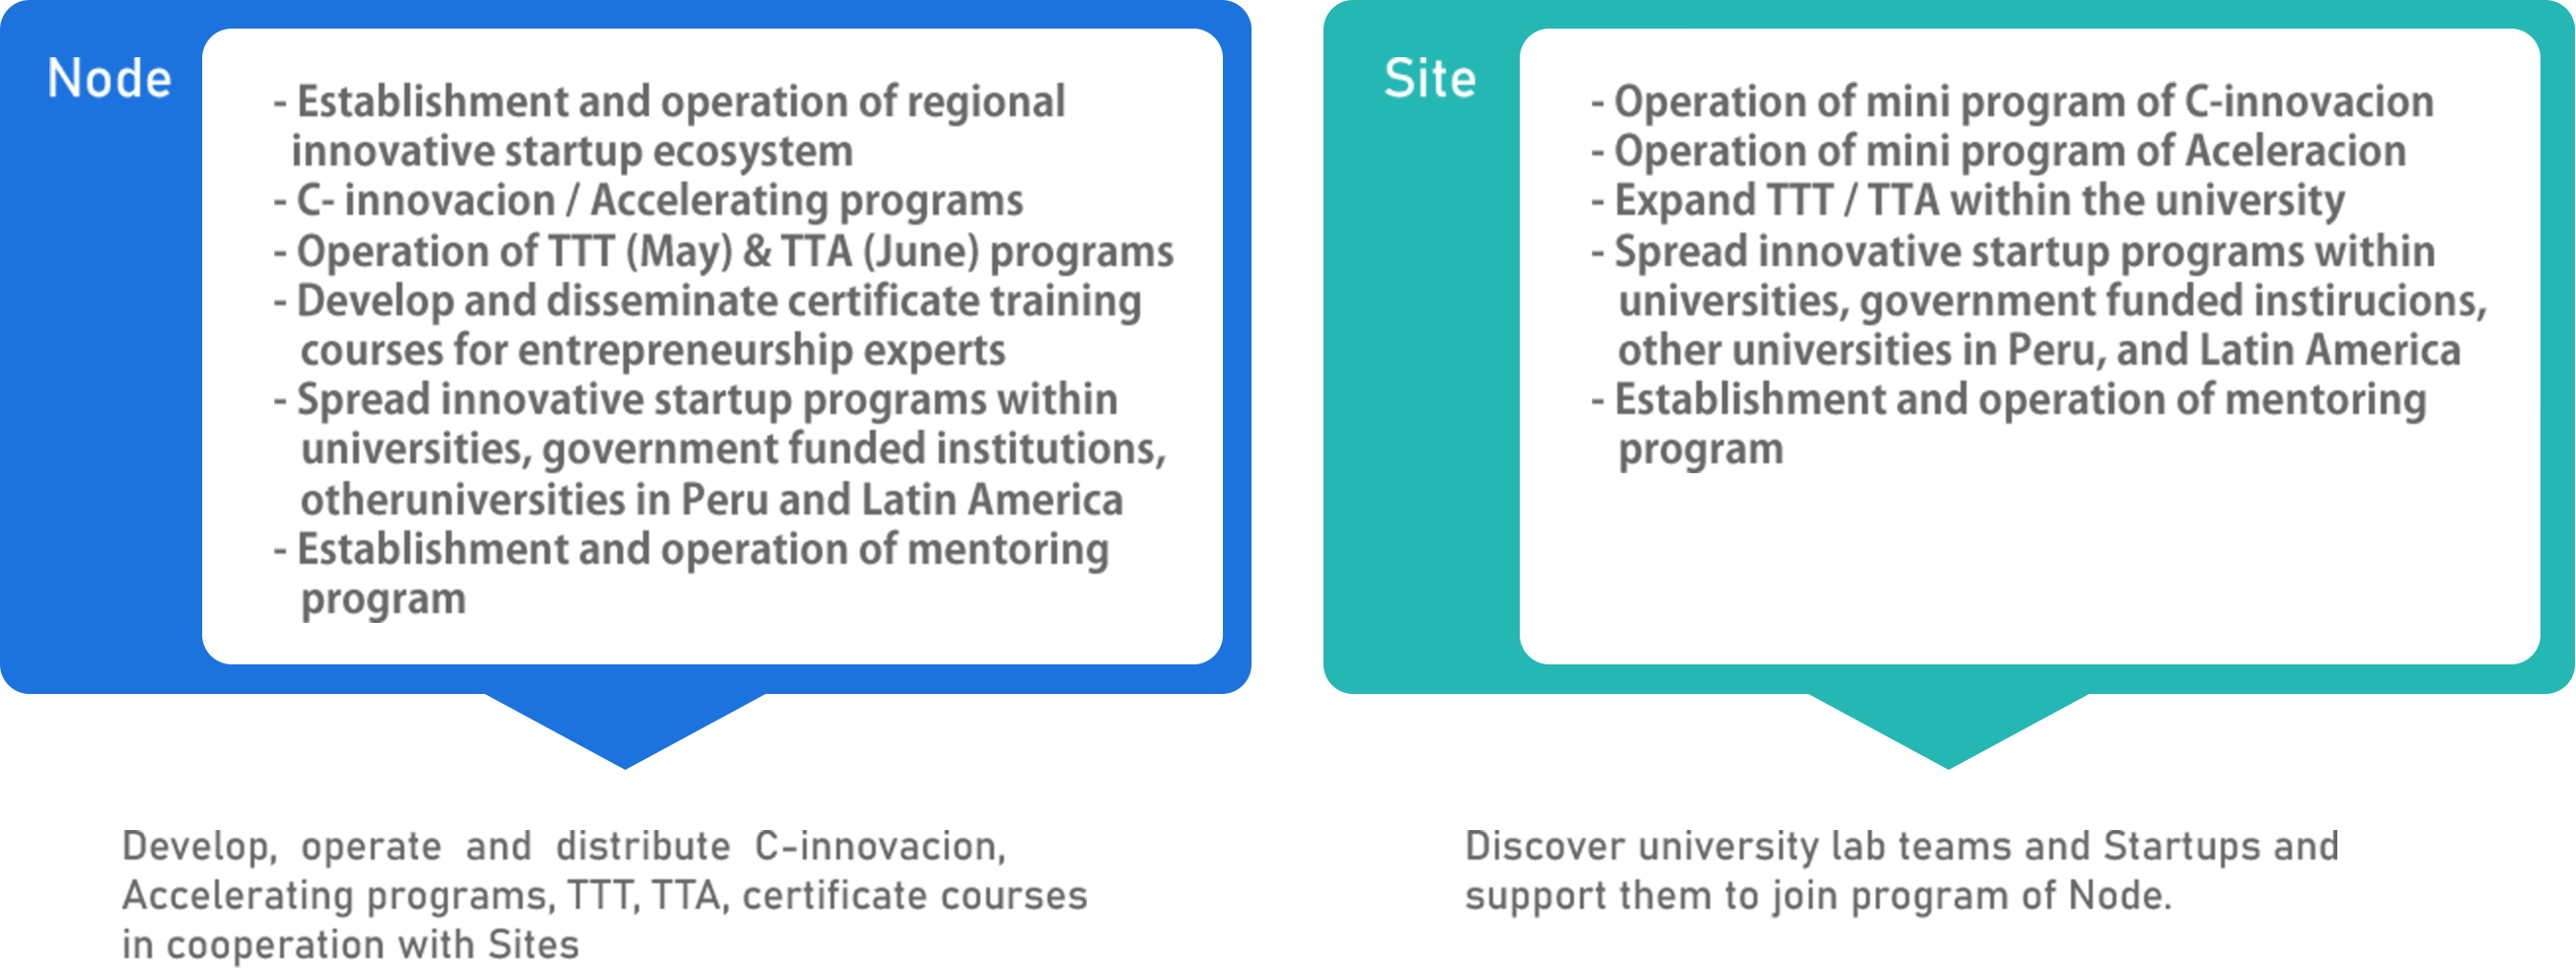 Node
- Establishment and operation of regional
innovative startup ecosystem
- C- innovacion / Accelerating programs
- Operation of TTT (May) & TTA (June) programs
- Develop and disseminate certificate training
courses for entrepreneurship experts
- Spread innovative startup programs within
universities, government funded institutions,
otheruniversities in Peru and Latin America
- Establishment and operation of mentoring
program
Develop, operate and distribute C-innovacion,
Accelerating programs, TTT, TTA, certificate courses
in cooperation with Sites
Site
- Operation of mini program of C-innovacion
- Operation of mini program of Aceleracion
- Expand TTT / TTA within the university
- Spread innovative startup programs within
universities, government funded instirucions,
other universities in Peru, and Latin America
- Establishment and operation of mentoring
program
Discover university lab teams and Startups and
support them to join program of Node.